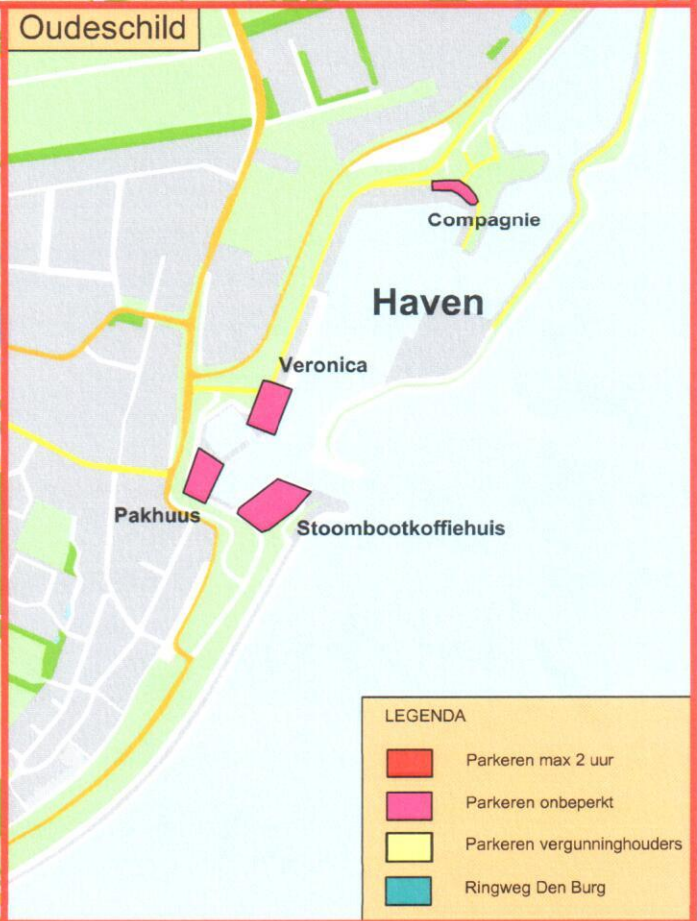 Oudeschild
Compagnie
Haven
Veronica
Pakhuus
Stoombootkoffiehuis
LEGENDA
Parkeren max 2 uur
Parkeren onbeperkt
Parkeren vergunninghouders
Ringweg Den Burg